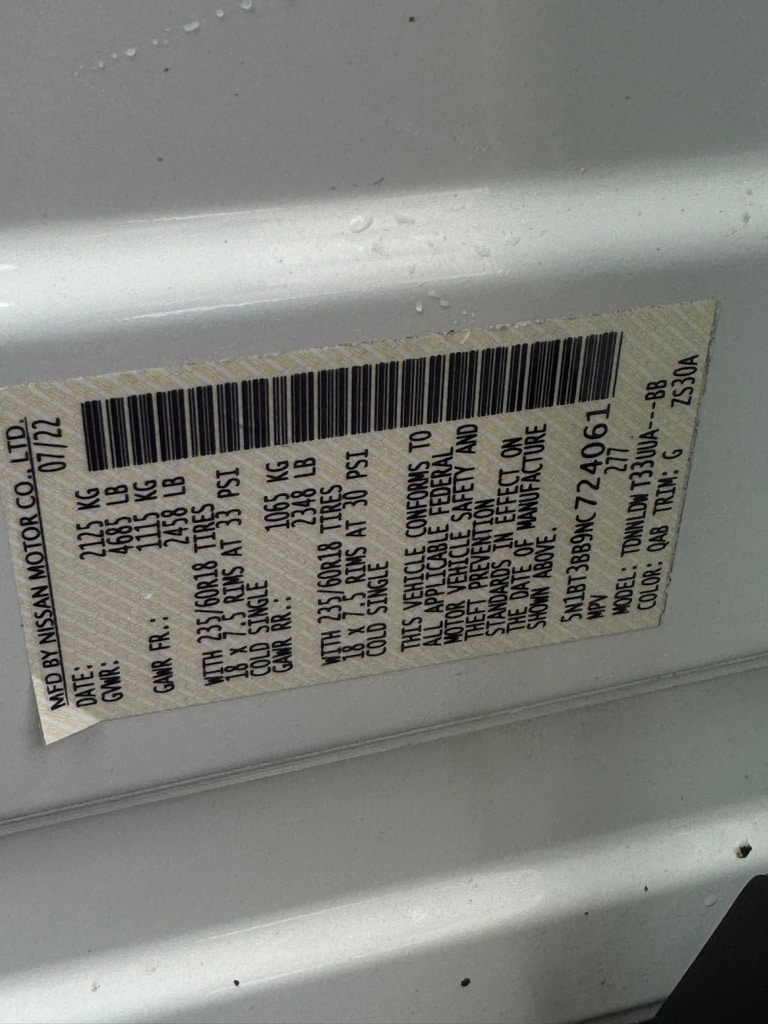 MFD BY NISSAN MOTOR CO., LTD.
DATE: 07/22
GVWR: 2125 KG
4685 LB
GAWR FR.: 1115 KG
2458 LB
WITH 235/60R18 TIRES
18 X 7.5 RIMS AT 33 PSI
COLD SINGLE
GAWR RR.: 1065 KG
2348 LB
WITH 235/60R18 TIRES
18 X 7.5 RIMS AT 30 PSI
COLD SINGLE
THIS VEHICLE CONFORMS TO
ALL APPLICABLE FEDERAL
MOTOR VEHICLE SAFETY AND
THEFT PREVENTION
STANDARDS IN EFFECT ON
THE DATE OF MANUFACTURE
SHOWN ABOVE.
5N1BT3BB9NC724061
MPV 277
MODEL: TDNNLDW T33UUA---BB
COLOR: QAB TRIM: G ZS30A